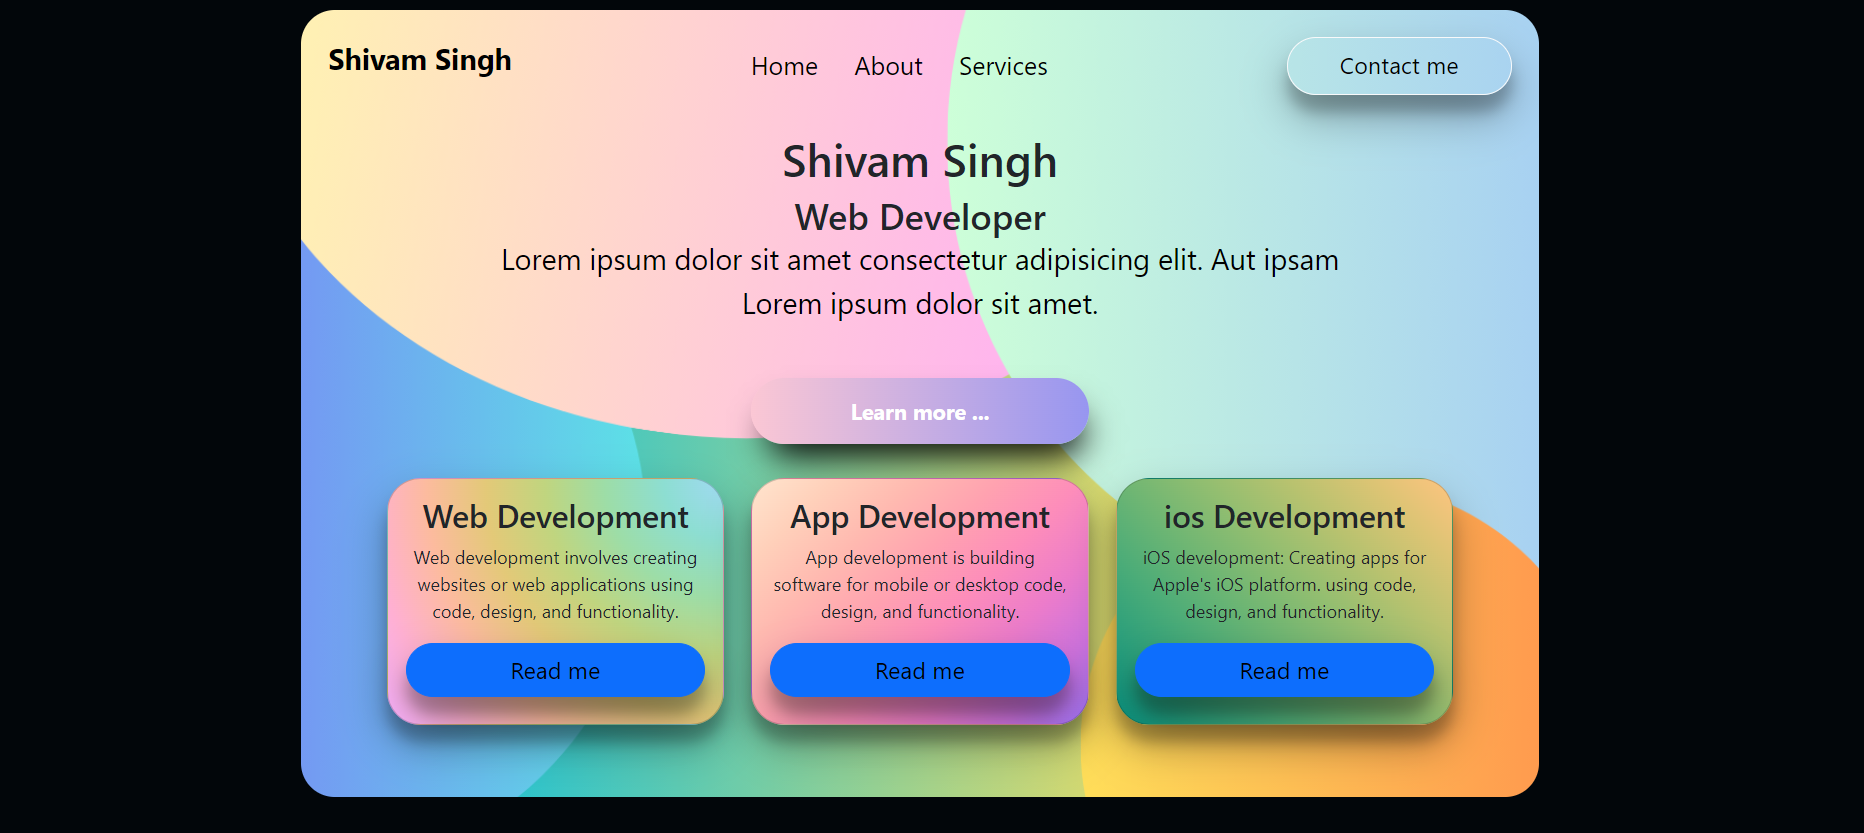 Shivam Singh
Home About Services
Contact me
Shivam Singh
Web Developer
Lorem ipsum dolor sit amet consectetur adipisicing elit. Aut ipsam
Lorem ipsum dolor sit amet.
Learn more ...
Web Development
Web development involves creating
websites or web applications using
code, design, and functionality.
Read me
App Development
App development is building
software for mobile or desktop code,
design, and functionality.
Read me
ios Development
iOS development: Creating apps for
Apple's iOS platform. using code,
design, and functionality.
Read me